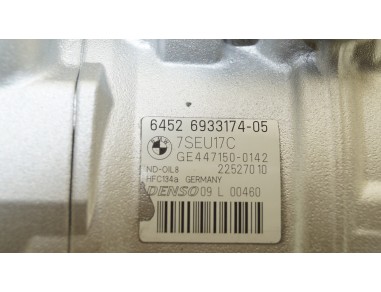 6452 6933174-05
7SEU17C
GE447150-0142
ND-OIL8 22527010
HFC134a GERMANY
DENSO 09 L 00460